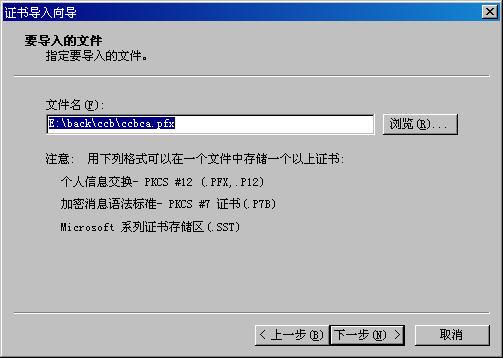 证书导入向导
要导入的文件
指定要导入的文件。
文件名(F):
E:\back\ccb\ccbca.pfx
浏览(R)...
注意: 用下列格式可以在一个文件中存储一个以上证书:
个人信息交换- PKCS #12 (.PFX,.P12)
加密消息语法标准- PKCS #7 证书(.P7B)
Microsoft 系列证书存储区(.SST)
< 上一步(B) 下一步(N) > 取消